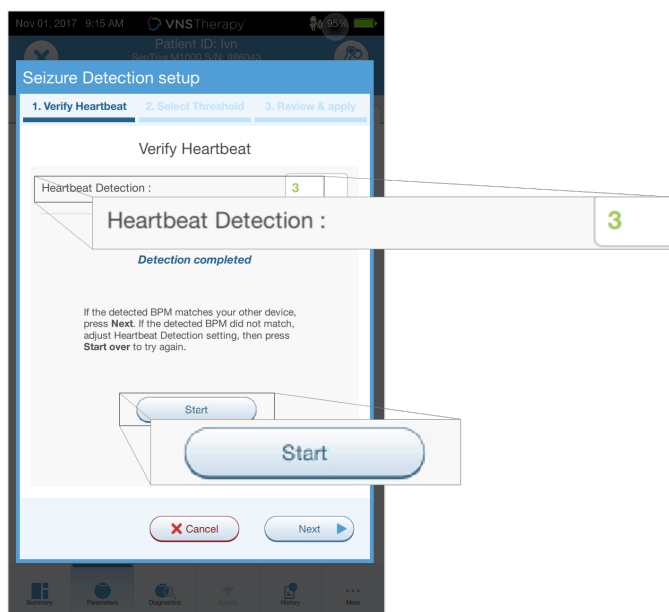 Nov 01, 2017 9:15 AM VNSTherapy 95%
Patient ID: Ivn
SenTiva M1000 S/N: 966043
Seizure Detection setup
1. Verify Heartbeat 2. Select Threshold 3. Review & apply
Verify Heartbeat
Heartbeat Detection : 3
Heartbeat Detection : 3
Detection completed
If the detected BPM matches your other device,
press Next. If the detected BPM did not match,
adjust Heartbeat Detection setting, then press
Start over to try again.
Start
Start
Cancel Next
Summary Parameters Diagnostics Events History More